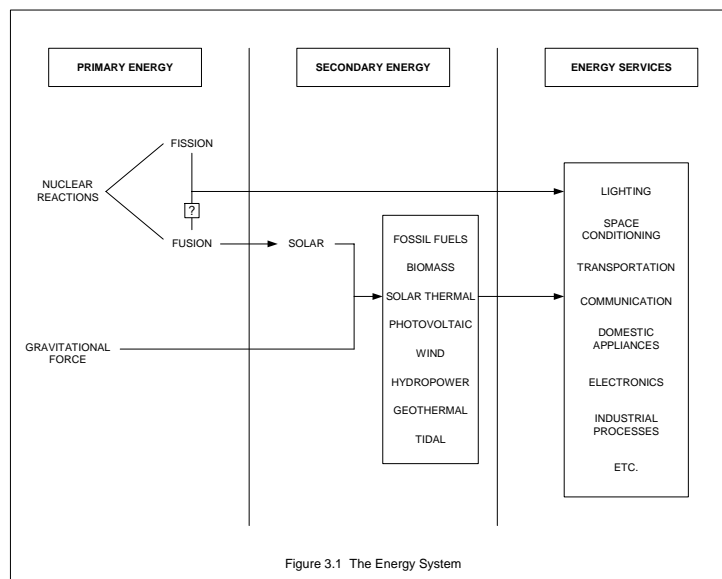 PRIMARY ENERGY
SECONDARY ENERGY
ENERGY SERVICES
FISSION
NUCLEAR
REACTIONS
?
FUSION
SOLAR
GRAVITATIONAL
FORCE
FOSSIL FUELS
BIOMASS
SOLAR THERMAL
PHOTOVOLTAIC
WIND
HYDROPOWER
GEOTHERMAL
TIDAL
LIGHTING
SPACE
CONDITIONING
TRANSPORTATION
COMMUNICATION
DOMESTIC
APPLIANCES
ELECTRONICS
INDUSTRIAL
PROCESSES
ETC.
Figure 3.1 The Energy System